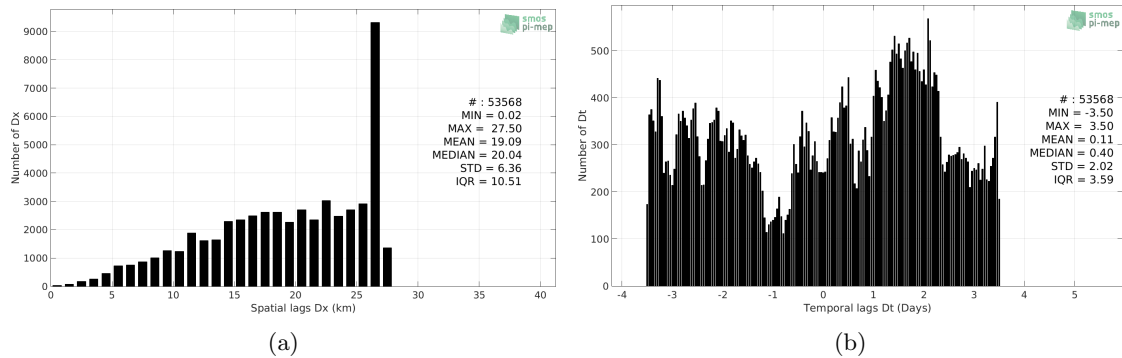 smos
pi-mep
9000
8000
7000
6000
5000
4000
3000
2000
1000
0
Number of Dx
# : 53568
MIN = 0.02
MAX = 27.50
MEAN = 19.09
MEDIAN = 20.04
STD = 6.36
IQR = 10.51
0 5 10 15 20 25 30 35 40
Spatial lags Dx (km)
(a)
smos
pi-mep
500
400
300
200
100
0
Number of Dt
# : 53568
MIN = -3.50
MAX = 3.50
MEAN = 0.11
MEDIAN = 0.40
STD = 2.02
IQR = 3.59
-4 -3 -2 -1 0 1 2 3 4 5
Temporal lags Dt (Days)
(b)